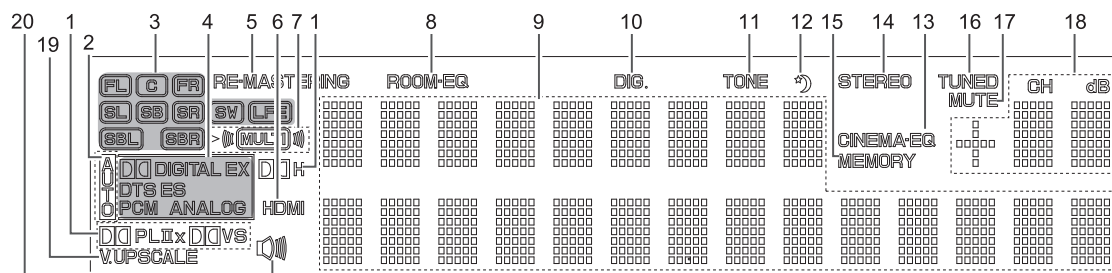 20 1 3 5 6 7 1 8 9 10 11 12 15 14 13 16 17 18
19 2 4
FL C FR RE-MASTERING ROOM-EQ DIG. TONE STEREO TUNED CH dB
MUTE
SL SB SR SW LFE
SBL SBR MULTI CINEMA-EQ
MEMORY
AUTO DIGITAL EX H
DTS ES
PCM ANALOG HDMI
PLIIx VS
V.UPSCALE